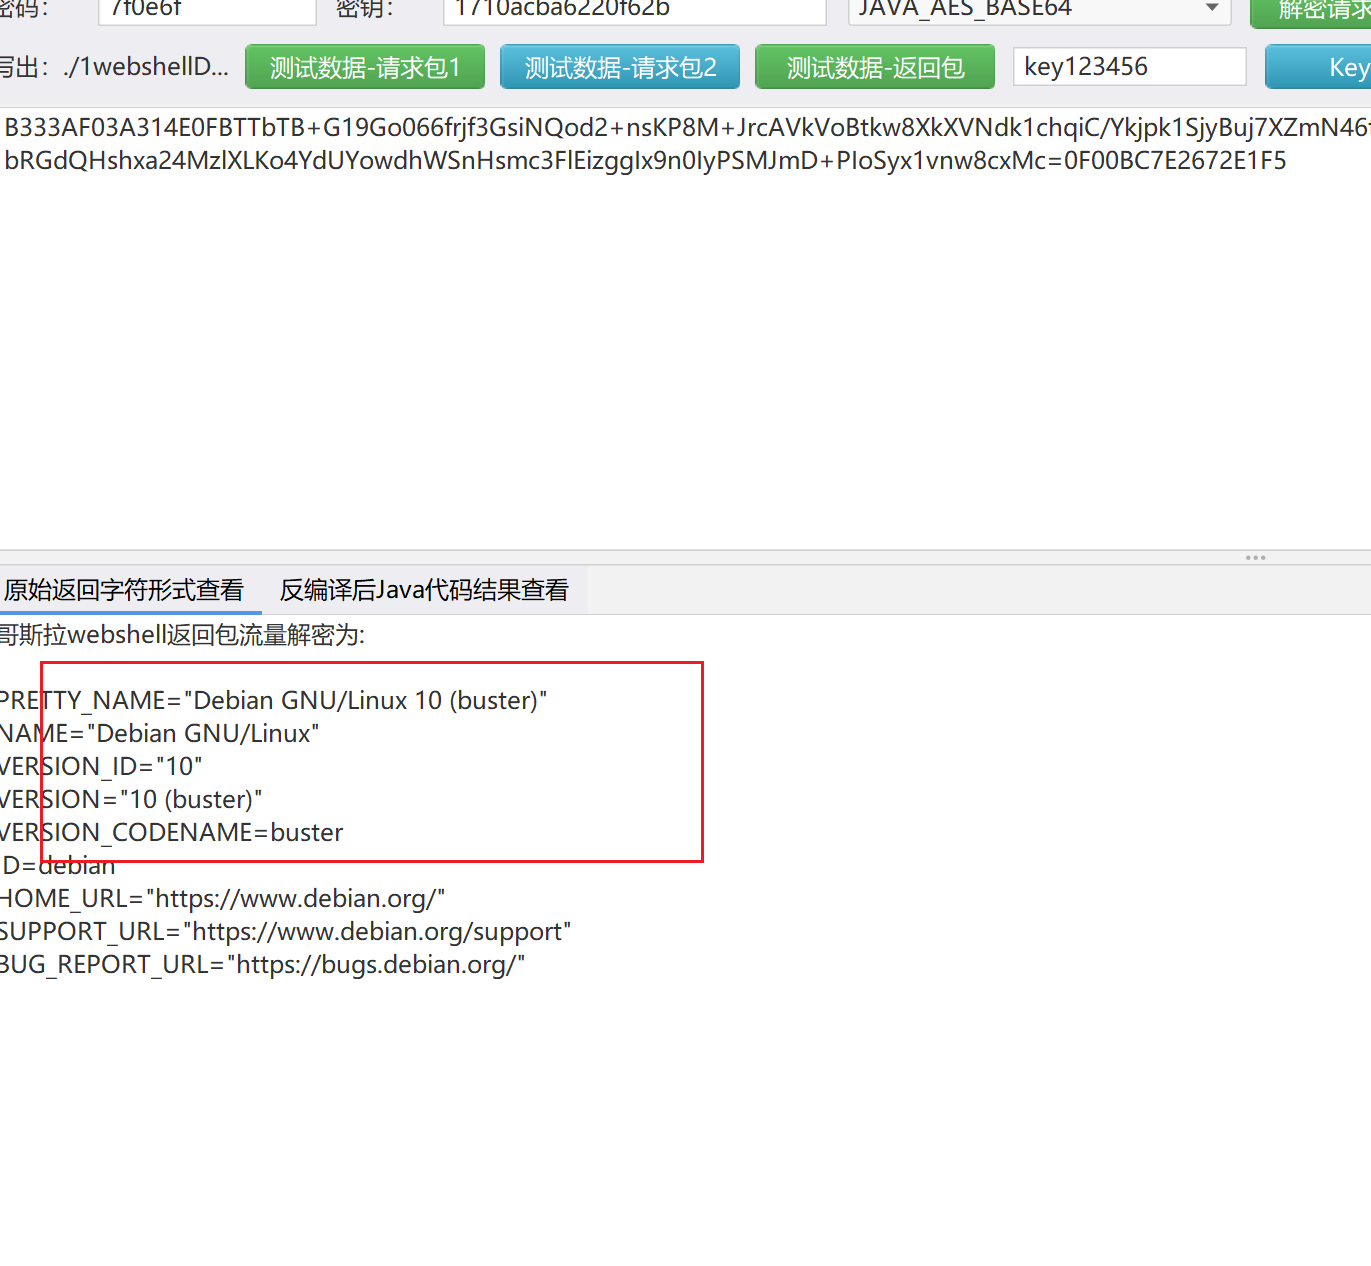 密码： 7f0e6f 密钥： 1710acba6220f62b JAVA_AES_BASE64 解密请求
写出：./1webshellD... 测试数据-请求包1 测试数据-请求包2 测试数据-返回包 key123456 Key
B333AF03A314E0FBTTbTB+G19Go066frjf3GsiNQod2+nsKP8M+JrcAVkVoBtkw8XkXVNdk1chqiC/Ykjpk1SjyBuj7XZmN46
bRGdQHshxa24MzlXLKo4YdUYowdhWSnHsmc3FlEizggIx9n0IyPSMJmD+PIoSyx1vnw8cxMc=0F00BC7E2672E1F5
原始返回字符形式查看 反编译后Java代码结果查看
哥斯拉webshell返回包流量解密为:
PRETTY_NAME="Debian GNU/Linux 10 (buster)"
NAME="Debian GNU/Linux"
VERSION_ID="10"
VERSION="10 (buster)"
VERSION_CODENAME=buster
ID=debian
HOME_URL="https://www.debian.org/"
SUPPORT_URL="https://www.debian.org/support"
BUG_REPORT_URL="https://bugs.debian.org/"